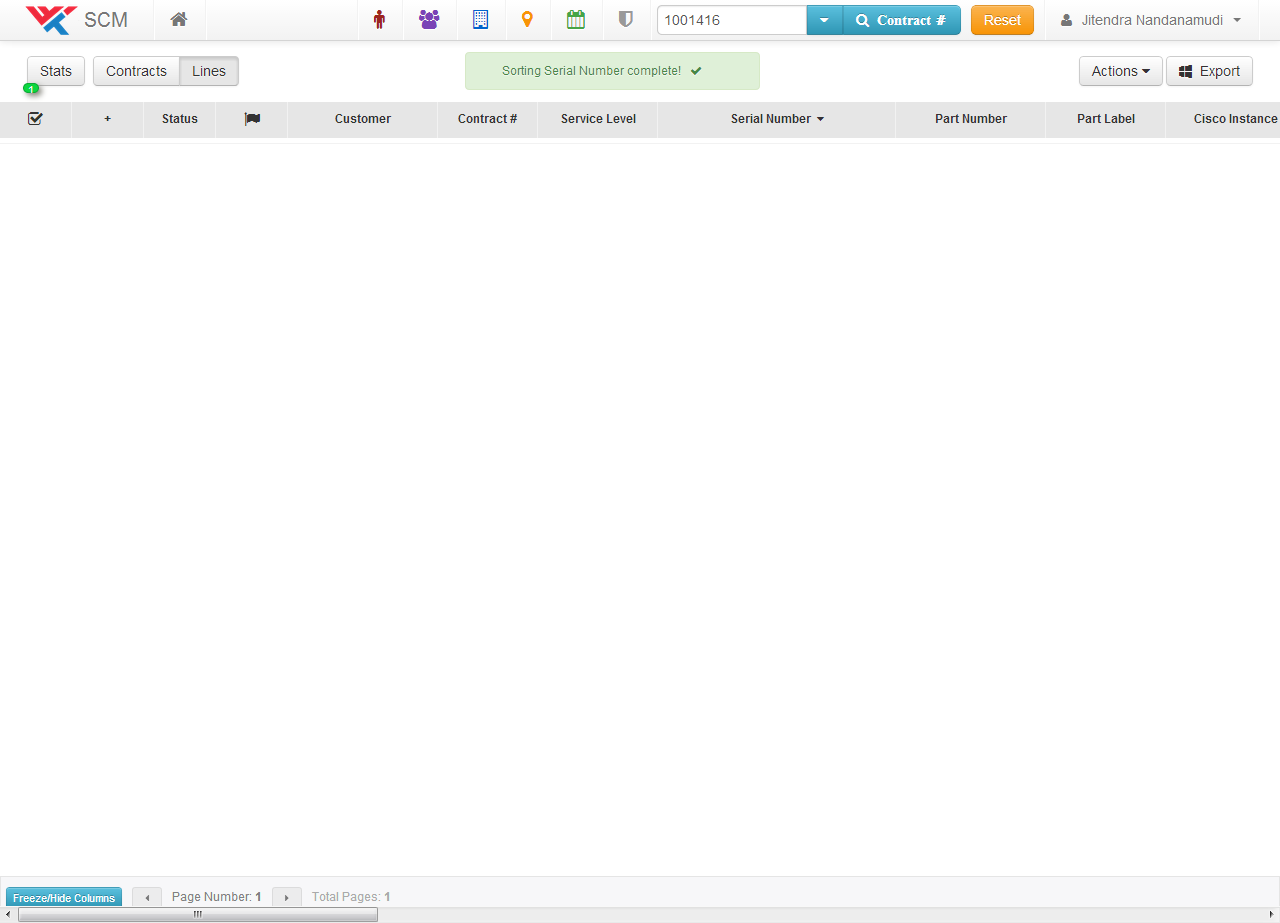 SCM 1001416 Contract # Reset Jitendra Nandanamudi
Stats Contracts Lines Sorting Serial Number complete! Actions Export
1
+ Status Customer Contract # Service Level Serial Number Part Number Part Label Cisco Instance
Freeze/Hide Columns Page Number: 1 Total Pages: 1